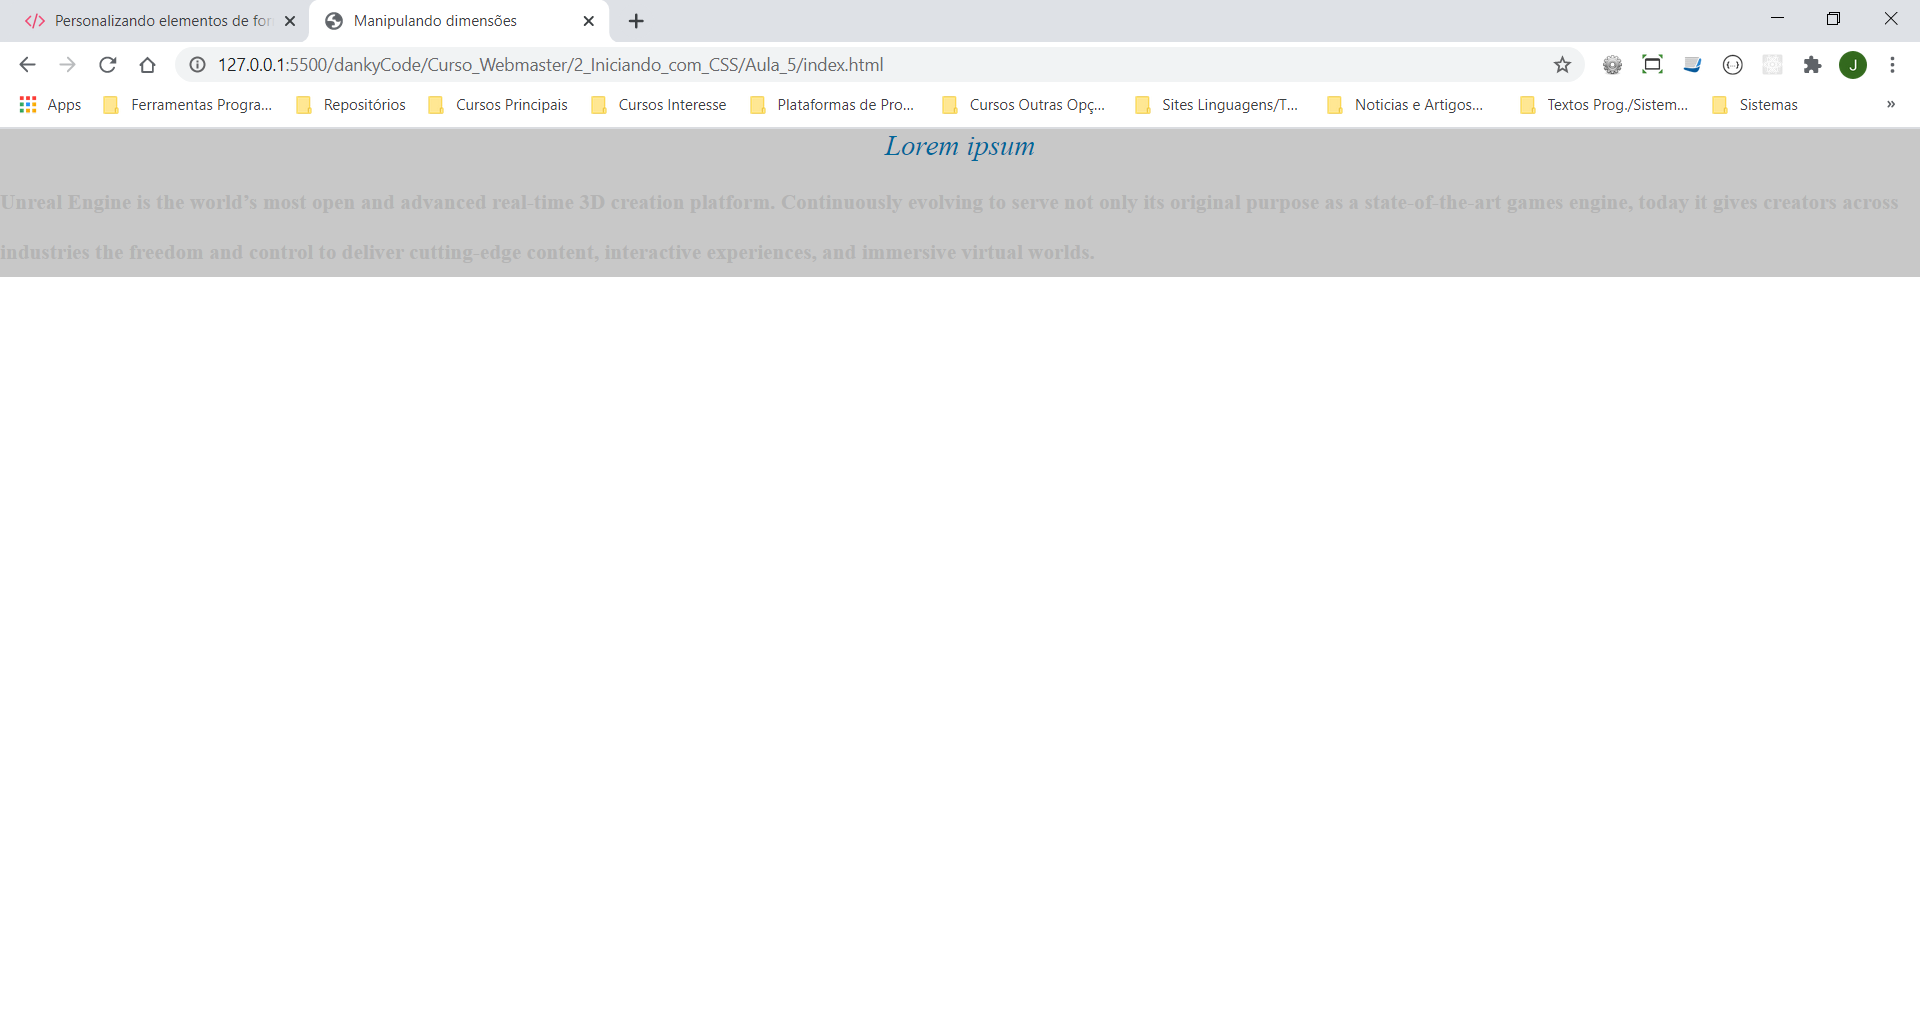 Personalizando elementos de for
Manipulando dimensões
127.0.0.1:5500/dankyCode/Curso_Webmaster/2_Iniciando_com_CSS/Aula_5/index.html
J
Apps
Ferramentas Progra...
Repositórios
Cursos Principais
Cursos Interesse
Plataformas de Pro...
Cursos Outras Opç...
Sites Linguagens/T...
Noticias e Artigos...
Textos Prog./Sistem...
Sistemas
»
Lorem ipsum
Unreal Engine is the world’s most open and advanced real-time 3D creation platform. Continuously evolving to serve not only its original purpose as a state-of-the-art games engine, today it gives creators across
industries the freedom and control to deliver cutting-edge content, interactive experiences, and immersive virtual worlds.